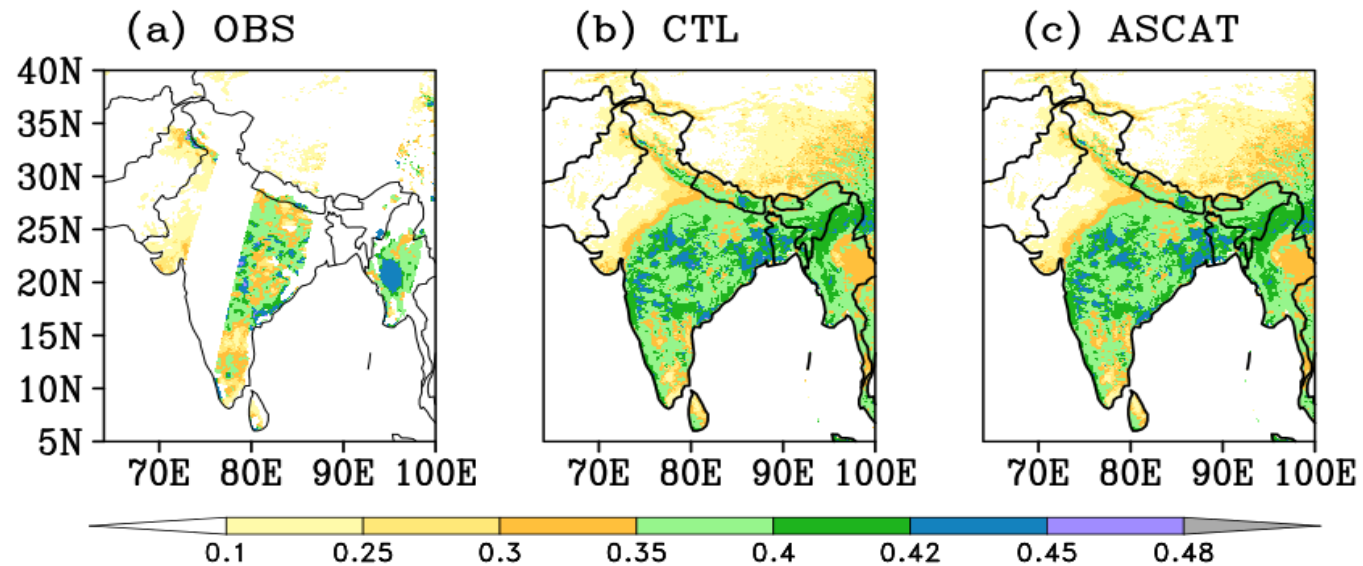 (a) OBS (b) CTL (c) ASCAT
40N
35N
30N
25N
20N
15N
10N
5N
70E 80E 90E 100E 70E 80E 90E 100E 70E 80E 90E 100E
0.1 0.25 0.3 0.35 0.4 0.42 0.45 0.48